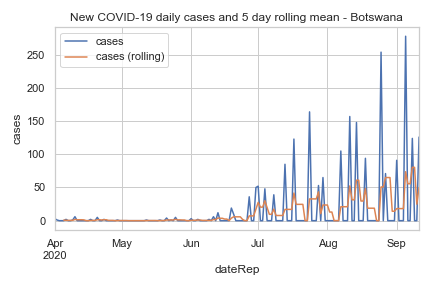 New COVID-19 daily cases and 5 day rolling mean - Botswana
cases
cases (rolling)
250
200
150
100
50
0
cases
Apr
2020
May
Jun
Jul
Aug
Sep
dateRep